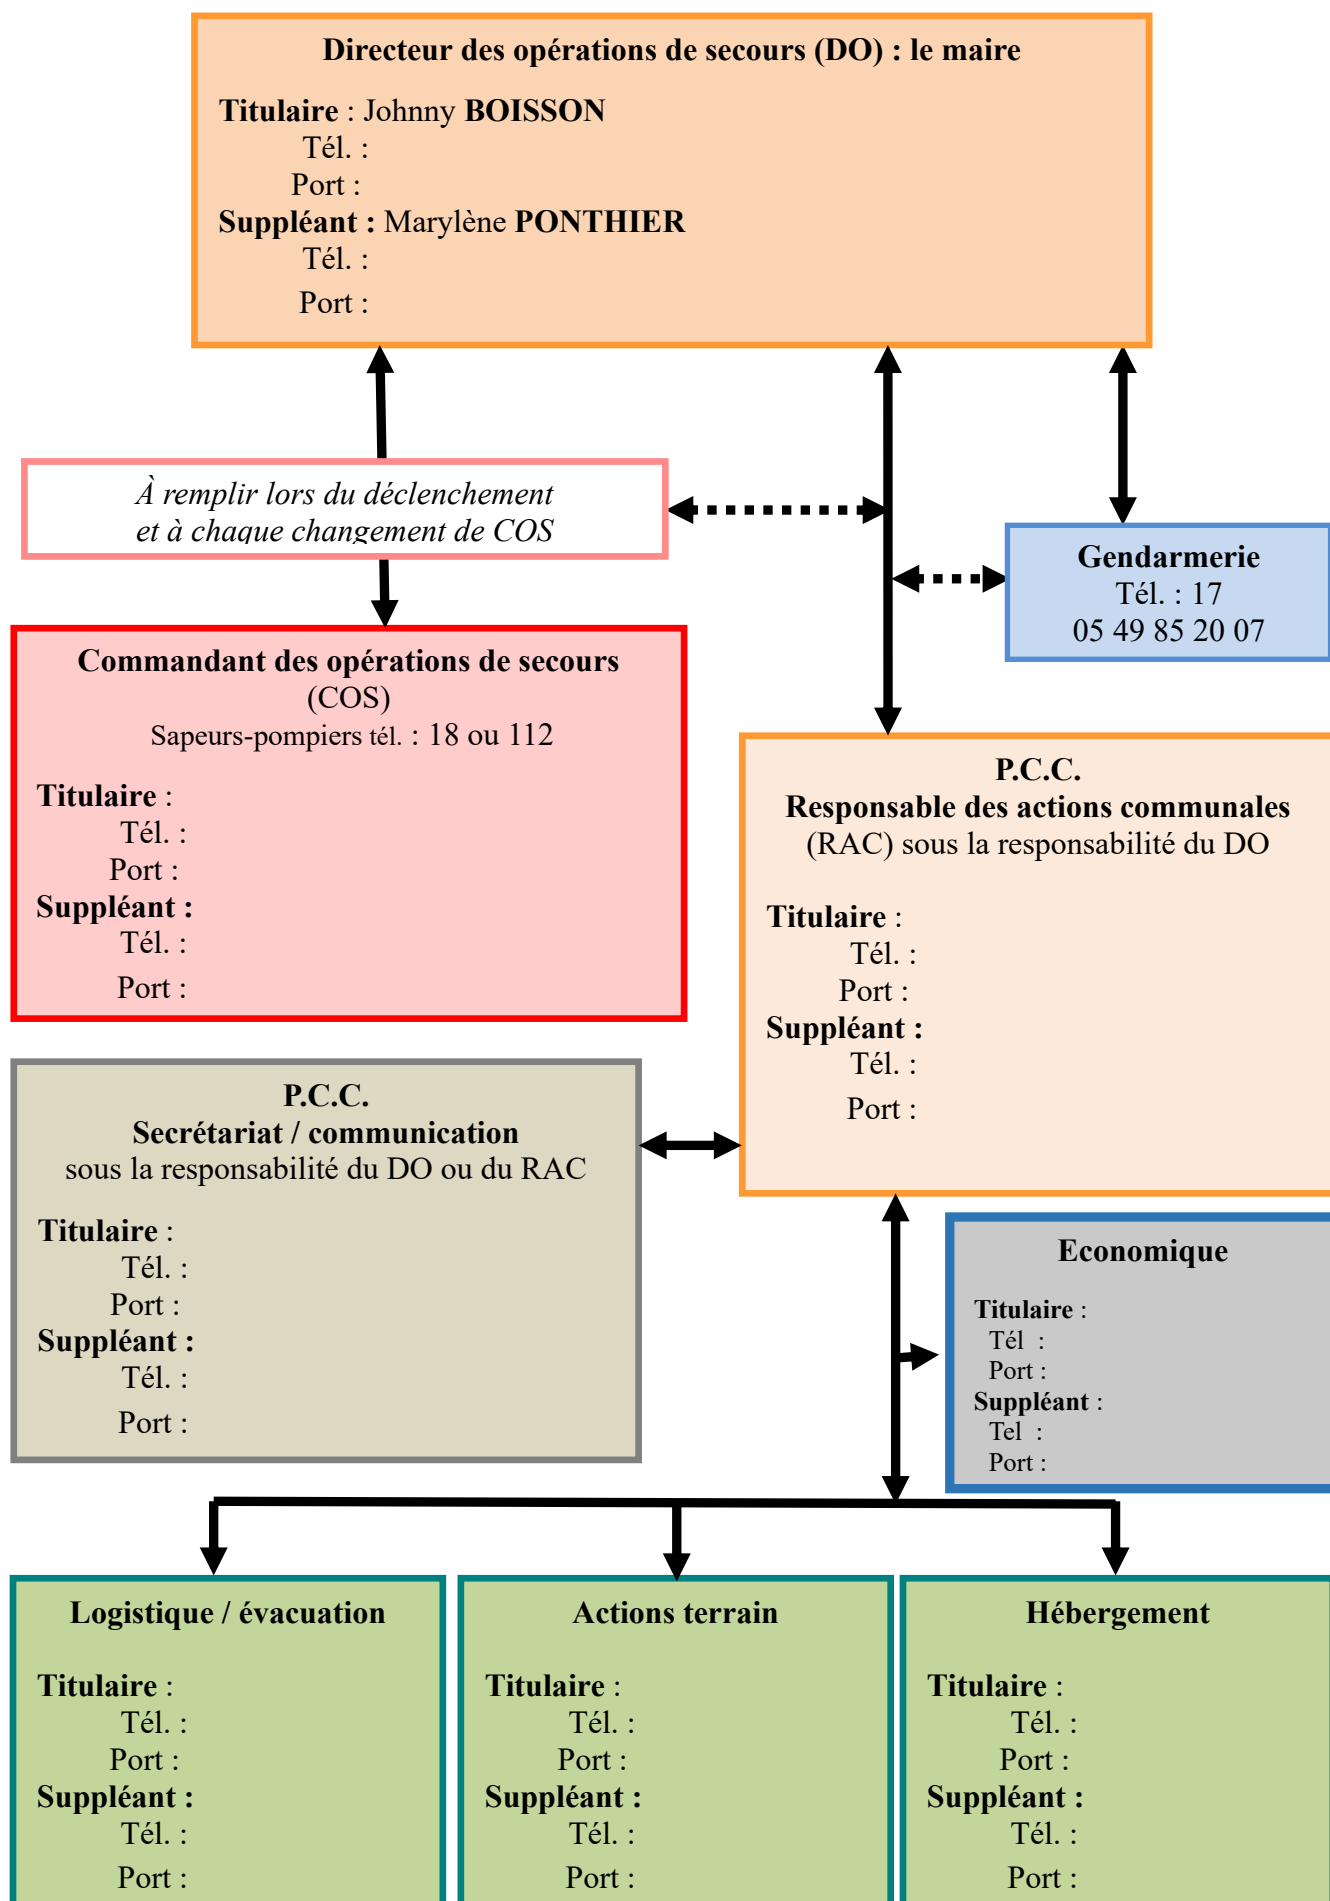 Directeur des opérations de secours (DO) : le maire
Titulaire : Johnny BOISSON
Tél. :
Port :
Suppléant : Marylène PONTHIER
Tél. :
Port :
À remplir lors du déclenchement
et à chaque changement de COS
Gendarmerie
Tél. : 17
05 49 85 20 07
Commandant des opérations de secours
(COS)
Sapeurs-pompiers tél. : 18 ou 112
Titulaire :
Tél. :
Port :
Suppléant :
Tél. :
Port :
P.C.C.
Responsable des actions communales
(RAC) sous la responsabilité du DO
Titulaire :
Tél. :
Port :
Suppléant :
Tél. :
Port :
P.C.C.
Secrétariat / communication
sous la responsabilité du DO ou du RAC
Titulaire :
Tél. :
Port :
Suppléant :
Tél. :
Port :
Economique
Titulaire :
Tél :
Port :
Suppléant :
Tel :
Port :
Logistique / évacuation
Titulaire :
Tél. :
Port :
Suppléant :
Tél. :
Port :
Actions terrain
Titulaire :
Tél. :
Port :
Suppléant :
Tél. :
Port :
Hébergement
Titulaire :
Tél. :
Port :
Suppléant :
Tél. :
Port :